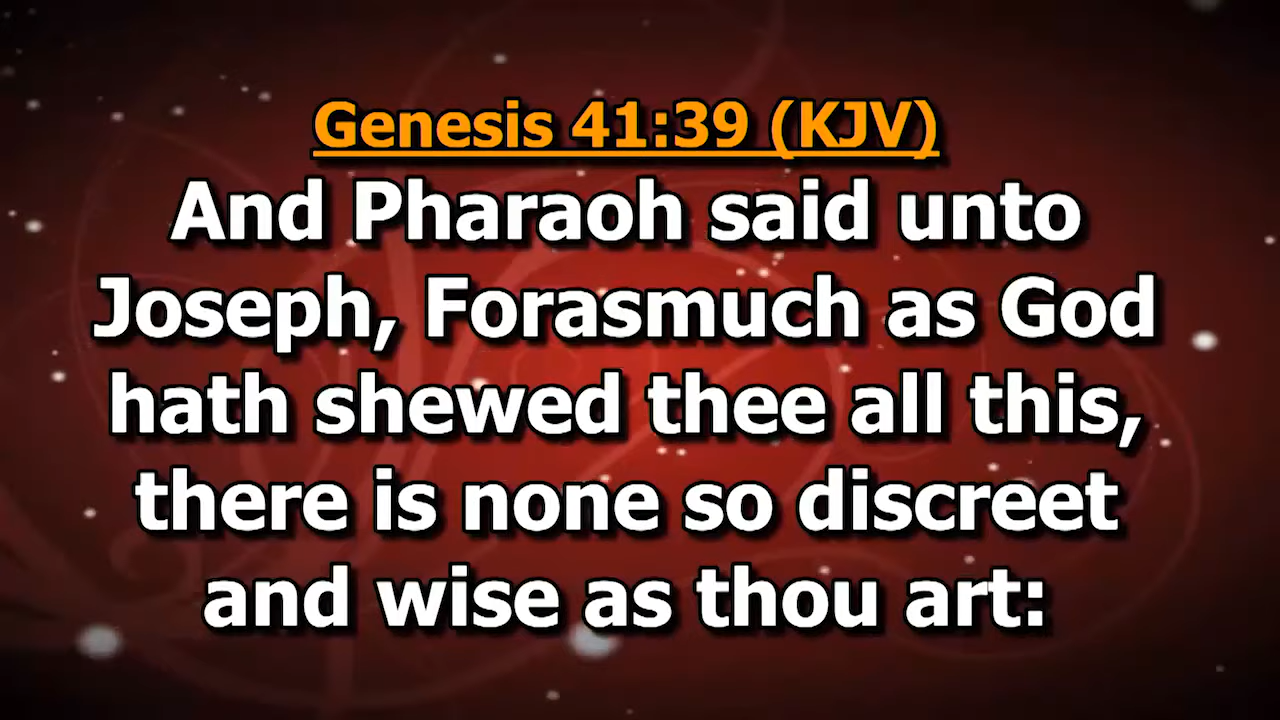 Genesis 41:39 (KJV)
And Pharaoh said unto
Joseph, Forasmuch as God
hath shewed thee all this,
there is none so discreet
and wise as thou art: